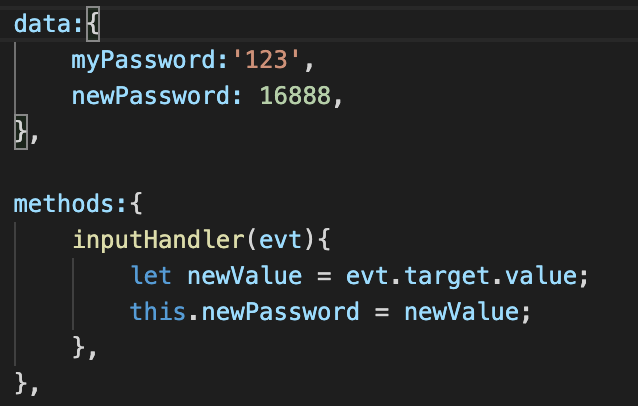 data:{
    myPassword:'123',
    newPassword: 16888,
},
methods:{
    inputHandler(evt){
        let newValue = evt.target.value;
        this.newPassword = newValue;
    },
},